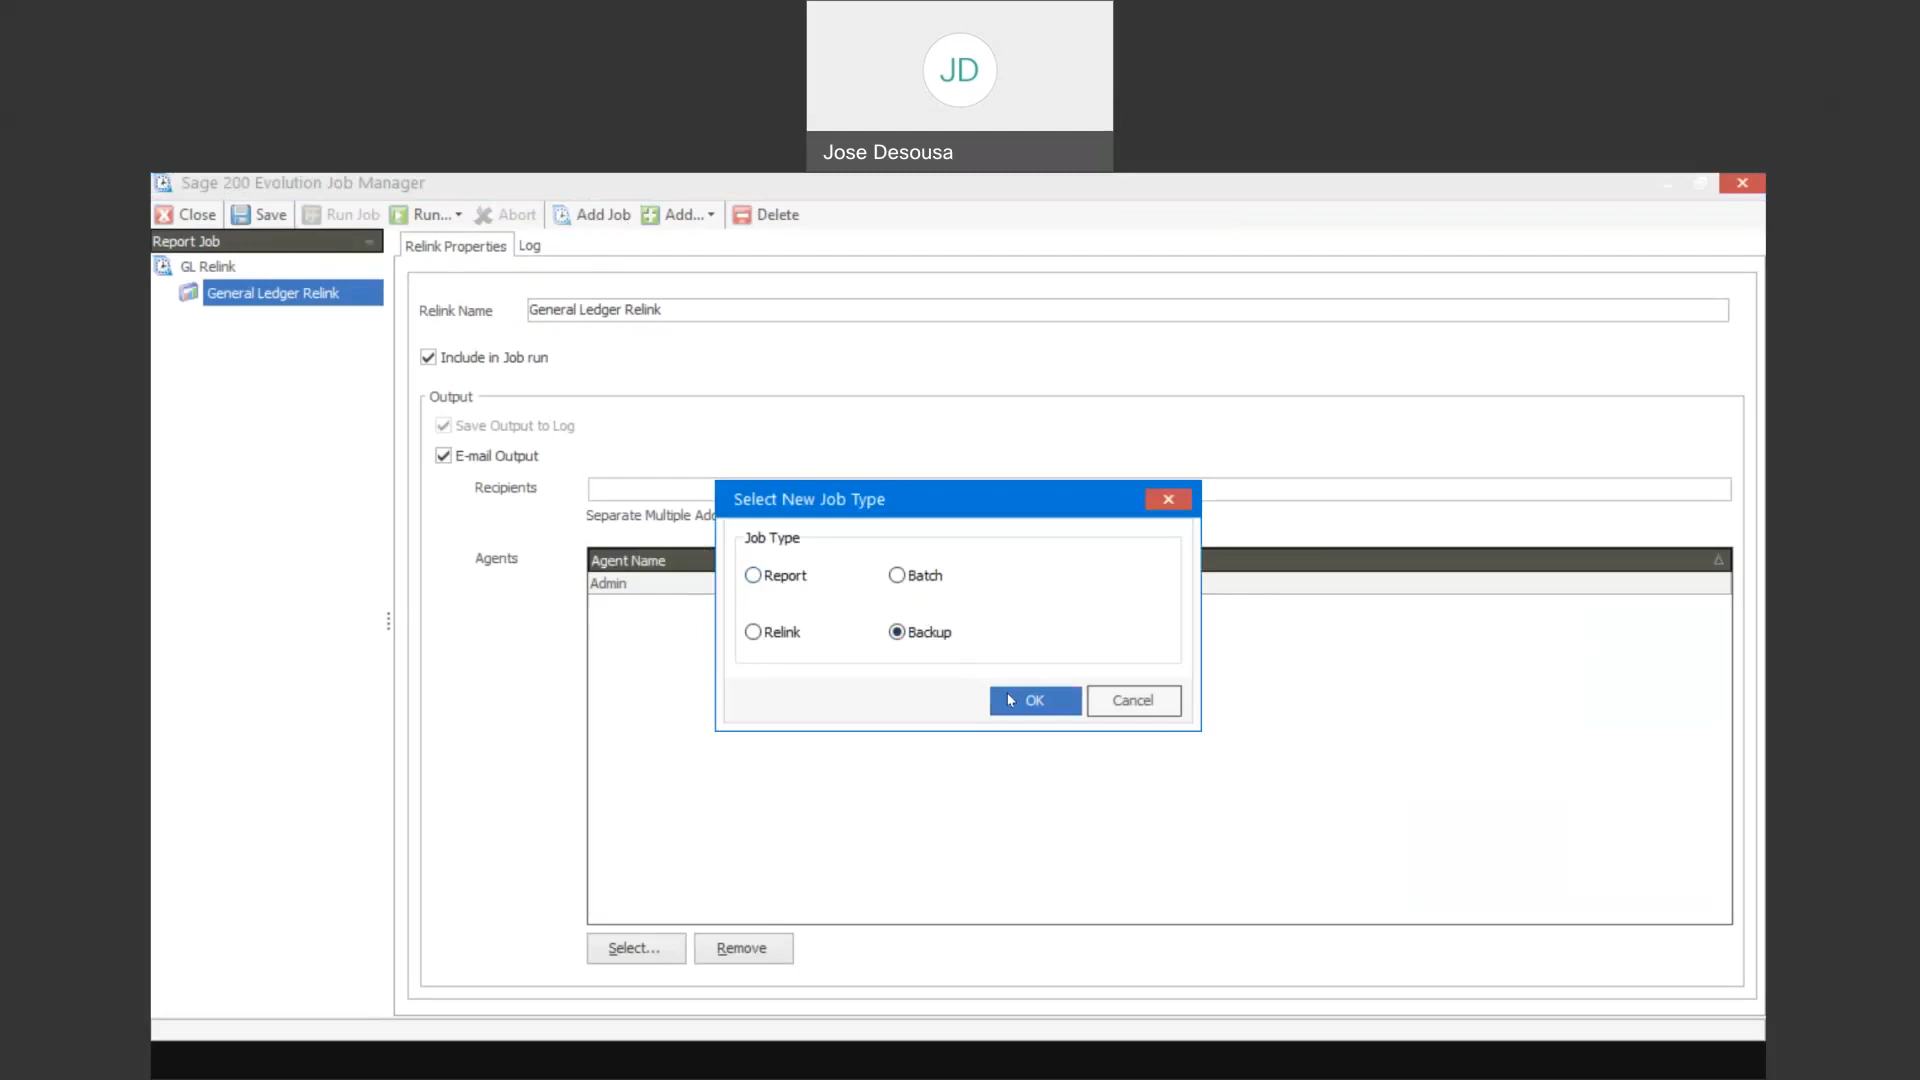 JD
Jose Desousa
Sage 200 Evolution Job Manager
Close Save Run Job Run... Abort Add Job Add... Delete
Report Job
Relink Properties Log
GL Relink
General Ledger Relink
Relink Name General Ledger Relink
Include in Job run
Output
Save Output to Log
E-mail Output
Recipients
Separate Multiple Add
Agents
Agent Name
Admin
Select New Job Type
Job Type
Report Batch
Relink Backup
OK Cancel
Select... Remove